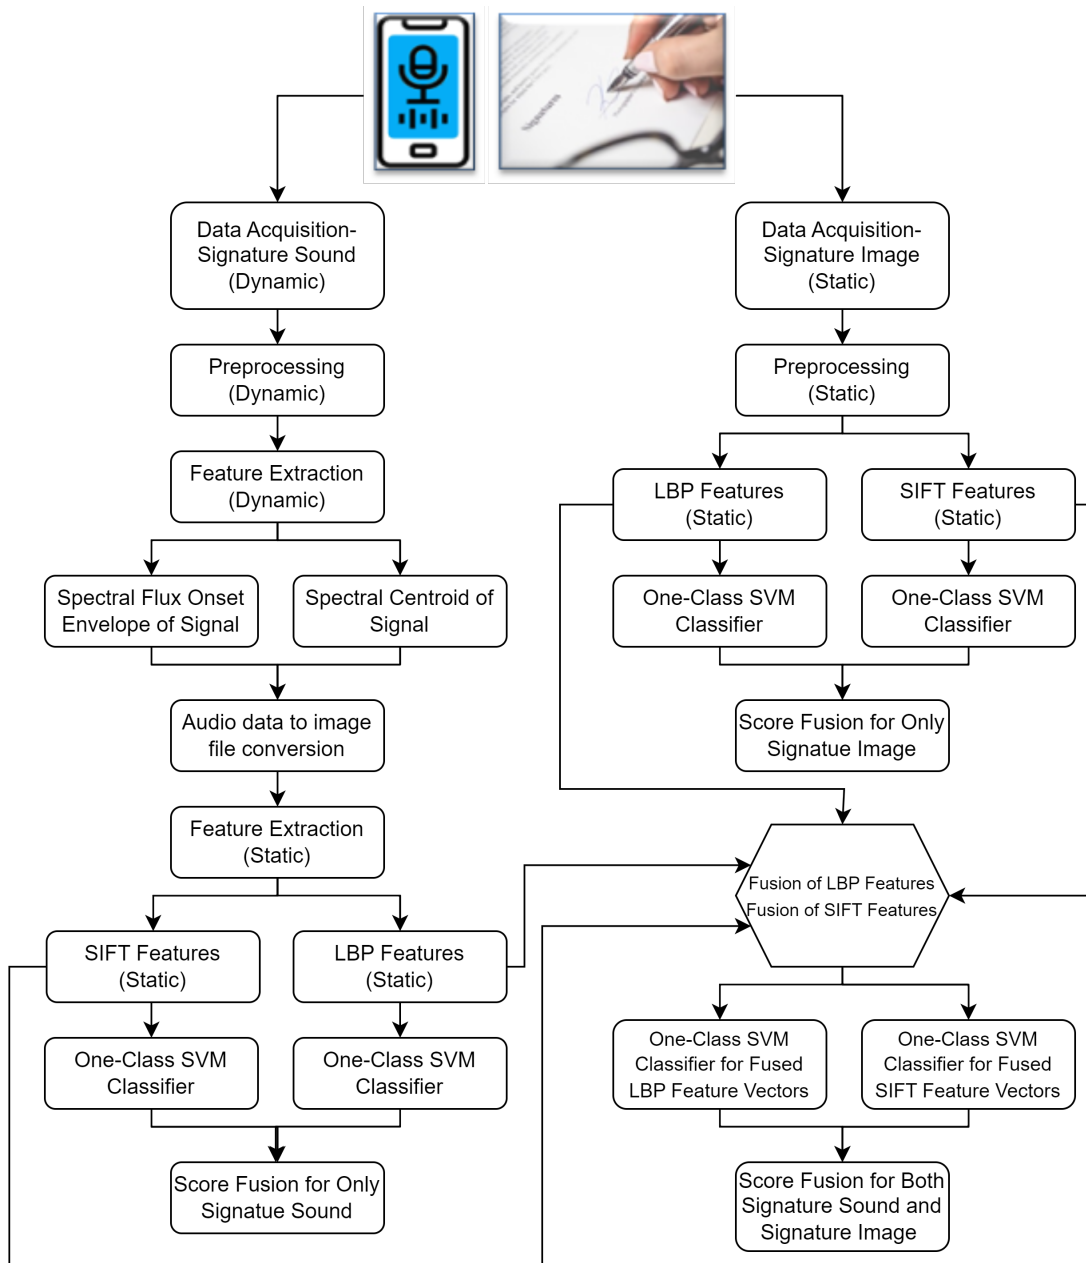 Signature
Data Acquisition-
Signature Sound
(Dynamic)
Data Acquisition-
Signature Image
(Static)
Preprocessing
(Dynamic)
Preprocessing
(Static)
Feature Extraction
(Dynamic)
LBP Features
(Static)
SIFT Features
(Static)
Spectral Flux Onset
Envelope of Signal
Spectral Centroid of
Signal
One-Class SVM
Classifier
One-Class SVM
Classifier
Audio data to image
file conversion
Score Fusion for Only
Signatue Image
Feature Extraction
(Static)
Fusion of LBP Features
Fusion of SIFT Features
SIFT Features
(Static)
LBP Features
(Static)
One-Class SVM
Classifier
One-Class SVM
Classifier
One-Class SVM
Classifier for Fused
LBP Feature Vectors
One-Class SVM
Classifier for Fused
SIFT Feature Vectors
Score Fusion for Only
Signatue Sound
Score Fusion for Both
Signature Sound and
Signature Image